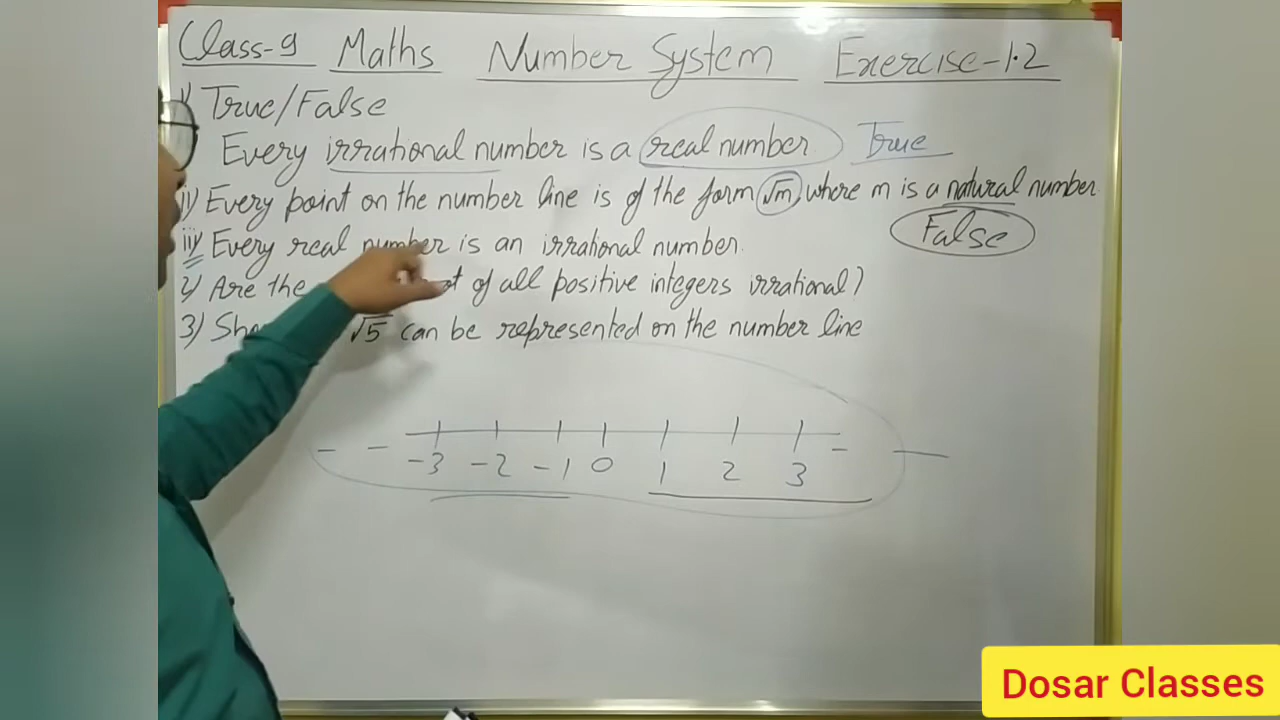 Class-9 Maths Number System Exercise-1.2
1) True/False
Every irrational number is a real number True
ii) Every point on the number line is of the form √m, where m is a natural number
False
iii) Every real number is an irrational number.
2) Are the of all positive integers irrational?
3) √5 can be represented on the number line
-3 -2 -1 0 1 2 3
Dosar Classes